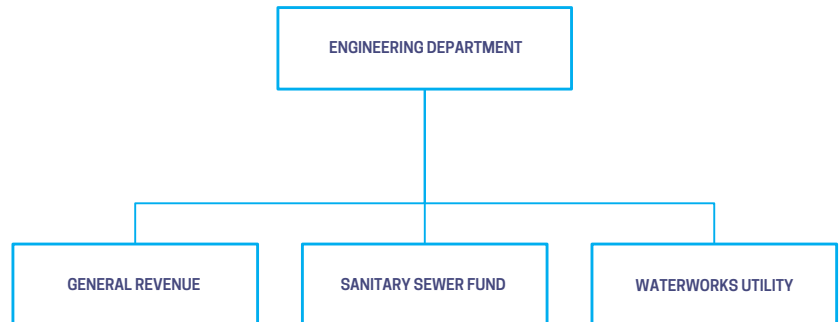 ENGINEERING DEPARTMENT
GENERAL REVENUE
SANITARY SEWER FUND
WATERWORKS UTILITY